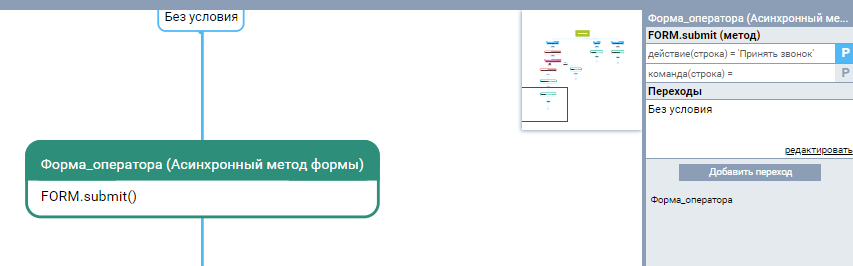 Без условия
Форма_оператора (Асинхронный метод формы)
FORM.submit()
Форма_оператора (Асинхронный ме...
FORM.submit (метод)
действие(строка) = 'Принять звонок'
P
команда(строка) =
P
Переходы
Без условия
редактировать
Добавить переход
Форма_оператора